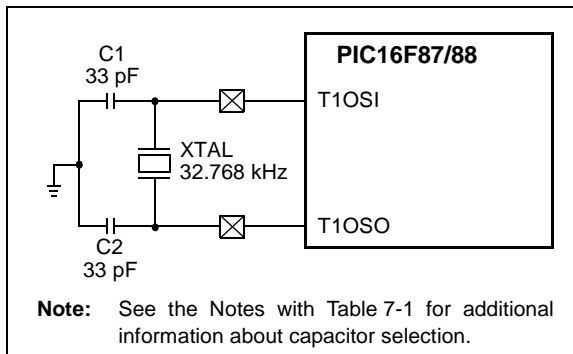 C1
33 pF
PIC16F87/88
T1OSI
XTAL
32.768 kHz
T1OSO
C2
33 pF
Note: See the Notes with Table 7-1 for additional
information about capacitor selection.